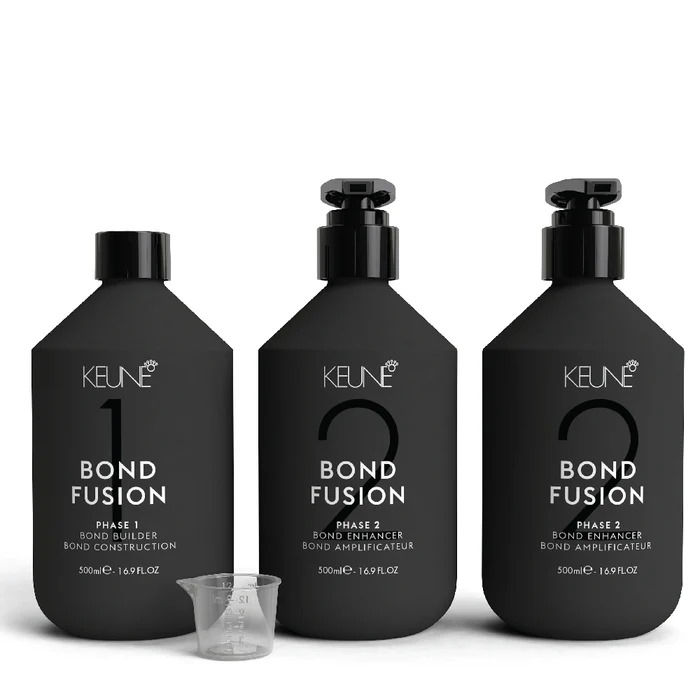 KEUNE
1
BOND
FUSION
PHASE 1
BOND BUILDER
BOND CONSTRUCTION
500ml℮ - 16.9 FL.OZ
KEUNE
2
BOND
FUSION
PHASE 2
BOND ENHANCER
BOND AMPLIFICATEUR
500ml℮ - 16.9 FL.OZ
KEUNE
2
BOND
FUSION
PHASE 2
BOND ENHANCER
BOND AMPLIFICATEUR
500ml℮ - 16.9 FL.OZ